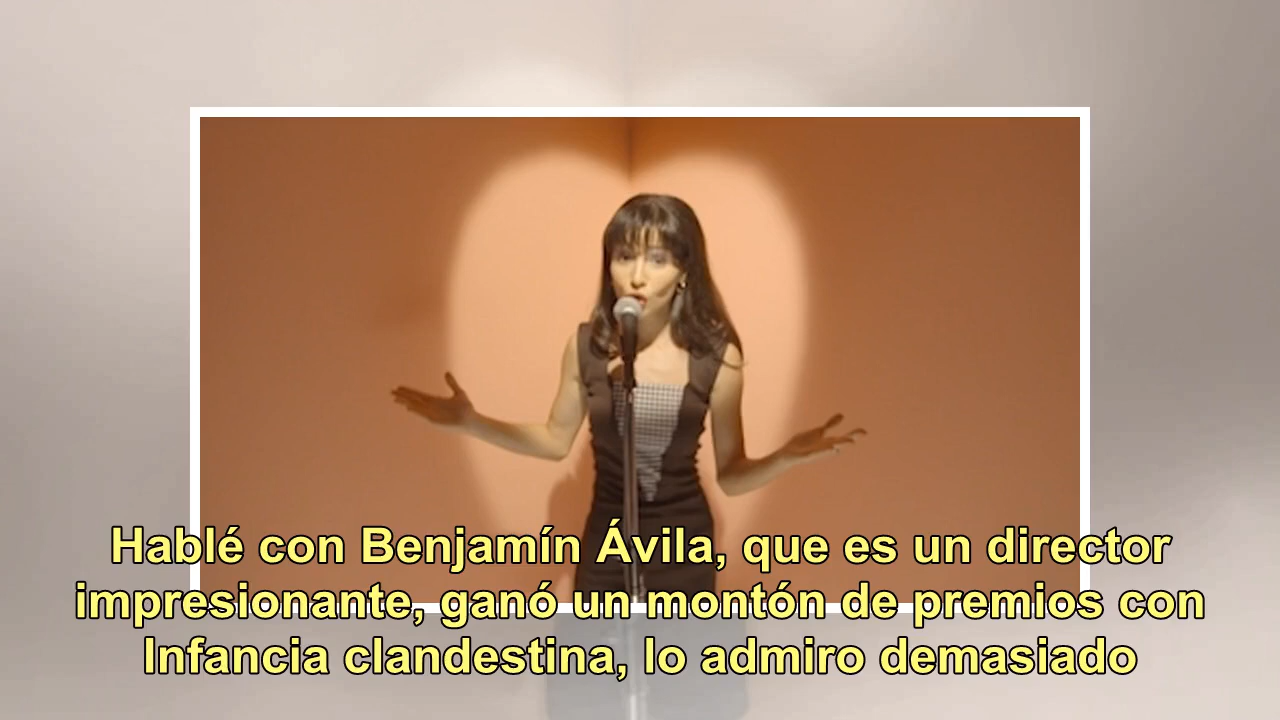 Hablé con Benjamín Ávila, que es un director
impresionante, ganó un montón de premios con
Infancia clandestina, lo admiro demasiado